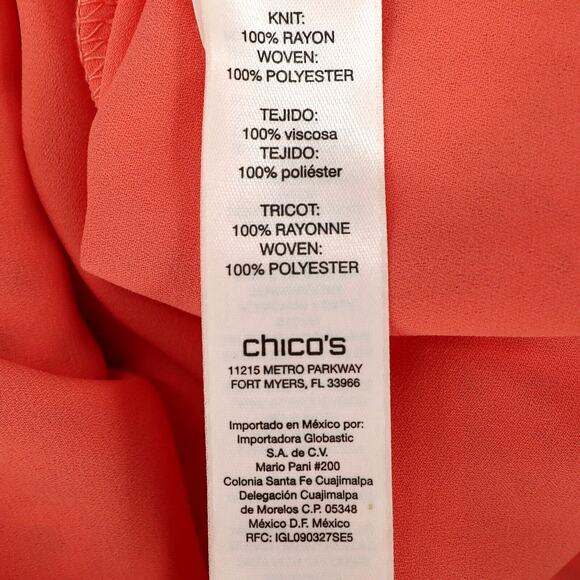 KNIT:
100% RAYON
WOVEN:
100% POLYESTER
TEJIDO:
100% viscosa
TEJIDO:
100% poliéster
TRICOT:
100% RAYONNE
WOVEN:
100% POLYESTER
chico's
11215 METRO PARKWAY
FORT MYERS, FL 33966
Importado en México por:
Importadora Globastic
S.A. de C.V.
Mario Pani #200
Colonia Santa Fe Cuajimalpa
Delegación Cuajimalpa
de Morelos C.P. 05348
México D.F. México
RFC: IGL090327SE5